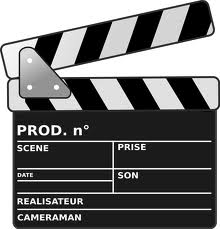 PROD. n°
SCENE PRISE
DATE SON
REALISATEUR
CAMERAMAN